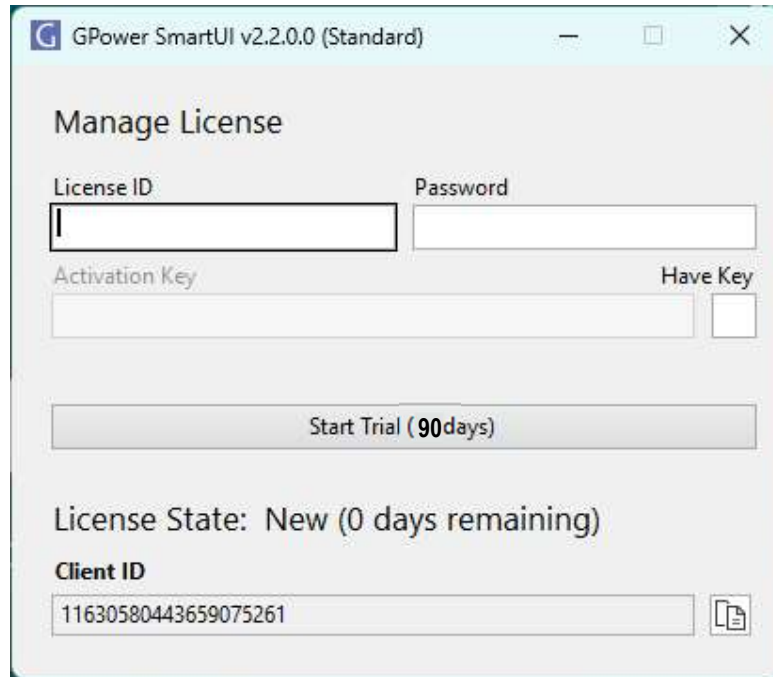 GPower SmartUI v2.2.0.0 (Standard)
Manage License
License ID Password
Activation Key Have Key
Start Trial (90days)
License State: New (0 days remaining)
Client ID
11630580443659075261